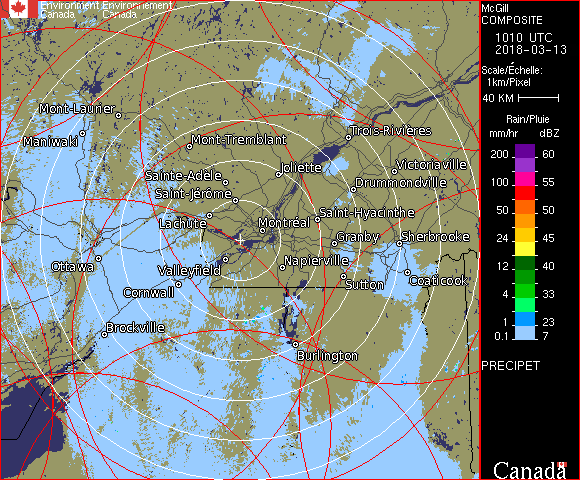 Environment Environnement
Canada Canada
McGill
COMPOSITE
1010 UTC
2018-03-13
Scale/Échelle:
1km/Pixel
40 KM
Rain/Pluie
mm/hr dBZ
200 60
100 55
75 53
50 50
24 45
12 40
4 33
1 23
0.1 7
PRECIPET
Canada
Mont-Laurier
Maniwaki
Mont-Tremblant
Trois-Rivières
Joliette
Victoriaville
Sainte-Adèle
Drummondville
Saint-Jérôme
Saint-Hyacinthe
Lachute
Montréal
Granby
Sherbrooke
Ottawa
Valleyfield
Napierville
Sutton
Coaticook
Cornwall
Brockville
Burlington